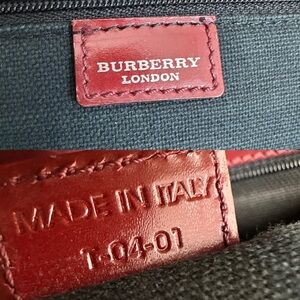 BURBERRY
LONDON
MADE IN ITALY
T-04-01